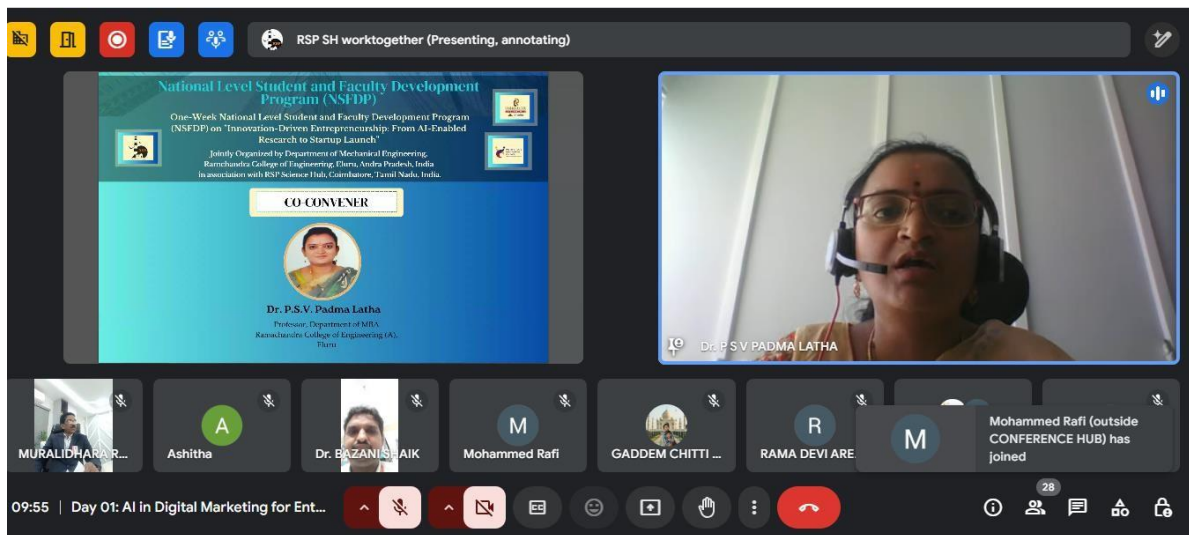 RSP SH worktogether (Presenting, annotating)
National Level Student and Faculty Development
Program (NSFDP)
One-Week National Level Student and Faculty Development Program
(NSFDP) on "Innovation-Driven Entrepreneurship: From AI-Enabled
Research to Startup Launch"
Jointly Organized by Department of Mechanical Engineering,
Ramchandra College of Engineering, Eluru, Andra Pradesh, India
in association with RSP Science Hub, Coimbatore, Tamil Nadu, India.
CO-CONVENER
Dr. P.S.V. Padma Latha
Professor, Department of MBA
Ramachandra College of Engineering (A),
Eluru
Dr. P S V PADMA LATHA
MURALIDHARA R...
A
Ashitha
Dr. BAZANI SHAIK
M
Mohammed Rafi
GADDEM CHITTI ...
R
RAMA DEVI ARE
M
Mohammed Rafi (outside
CONFERENCE HUB) has
joined
09:55 | Day 01: AI in Digital Marketing for Ent...
CC
28